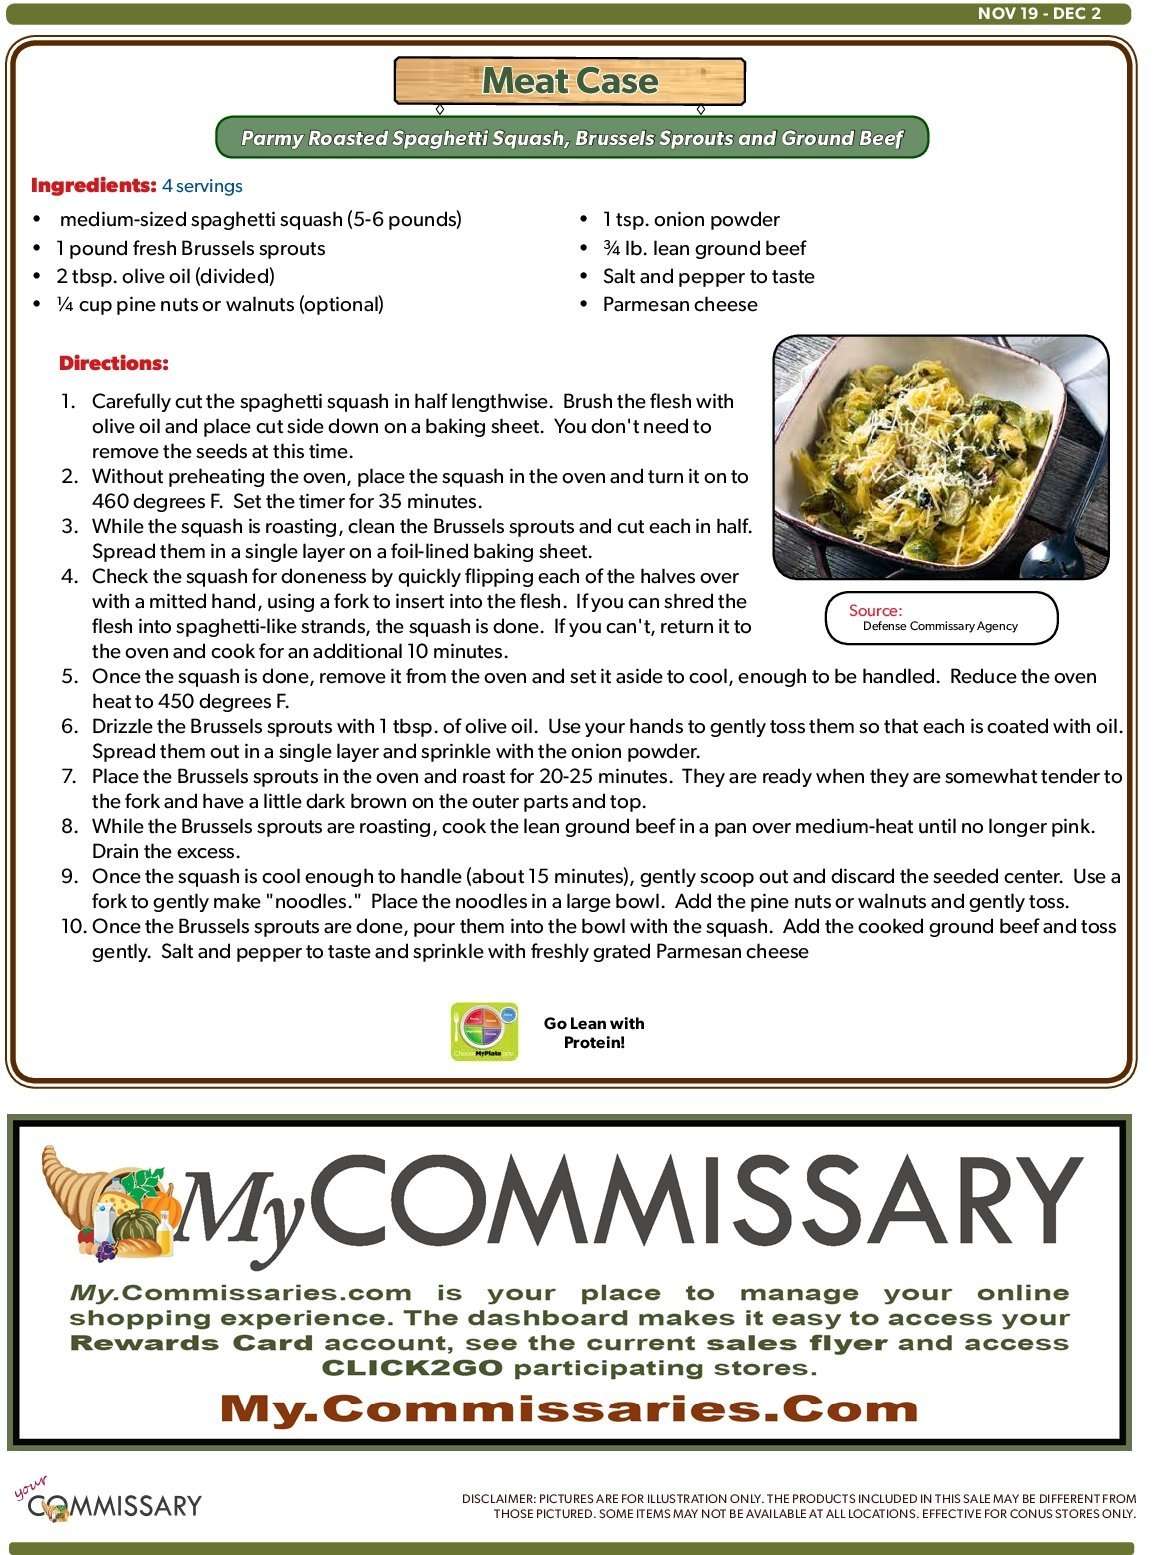 NOV 19 - DEC 2
Meat Case
Parmy Roasted Spaghetti Squash, Brussels Sprouts and Ground Beef
Ingredients: 4 servings
• medium-sized spaghetti squash (5-6 pounds)
• 1 pound fresh Brussels sprouts
• 2 tbsp. olive oil (divided)
• ¼ cup pine nuts or walnuts (optional)
• 1 tsp. onion powder
• ¾ lb. lean ground beef
• Salt and pepper to taste
• Parmesan cheese
Directions:
1. Carefully cut the spaghetti squash in half lengthwise. Brush the flesh with
olive oil and place cut side down on a baking sheet. You don't need to
remove the seeds at this time.
2. Without preheating the oven, place the squash in the oven and turn it on to
460 degrees F. Set the timer for 35 minutes.
3. While the squash is roasting, clean the Brussels sprouts and cut each in half.
Spread them in a single layer on a foil-lined baking sheet.
4. Check the squash for doneness by quickly flipping each of the halves over
with a mitted hand, using a fork to insert into the flesh. If you can shred the
flesh into spaghetti-like strands, the squash is done. If you can't, return it to
the oven and cook for an additional 10 minutes.
5. Once the squash is done, remove it from the oven and set it aside to cool, enough to be handled. Reduce the oven
heat to 450 degrees F.
6. Drizzle the Brussels sprouts with 1 tbsp. of olive oil. Use your hands to gently toss them so that each is coated with oil.
Spread them out in a single layer and sprinkle with the onion powder.
7. Place the Brussels sprouts in the oven and roast for 20-25 minutes. They are ready when they are somewhat tender to
the fork and have a little dark brown on the outer parts and top.
8. While the Brussels sprouts are roasting, cook the lean ground beef in a pan over medium-heat until no longer pink.
Drain the excess.
9. Once the squash is cool enough to handle (about 15 minutes), gently scoop out and discard the seeded center. Use a
fork to gently make "noodles." Place the noodles in a large bowl. Add the pine nuts or walnuts and gently toss.
10. Once the Brussels sprouts are done, pour them into the bowl with the squash. Add the cooked ground beef and toss
gently. Salt and pepper to taste and sprinkle with freshly grated Parmesan cheese
Source:
Defense Commissary Agency
MyPlate
Go Lean with
Protein!
MyCOMMISSARY
My.Commissaries.com is your place to manage your online
shopping experience. The dashboard makes it easy to access your
Rewards Card account, see the current sales flyer and access
CLICK2GO participating stores.
My.Commissaries.Com
your
COMMISSARY
DISCLAIMER: PICTURES ARE FOR ILLUSTRATION ONLY. THE PRODUCTS INCLUDED IN THIS SALE MAY BE DIFFERENT FROM
THOSE PICTURED. SOME ITEMS MAY NOT BE AVAILABLE AT ALL LOCATIONS. EFFECTIVE FOR CONUS STORES ONLY.